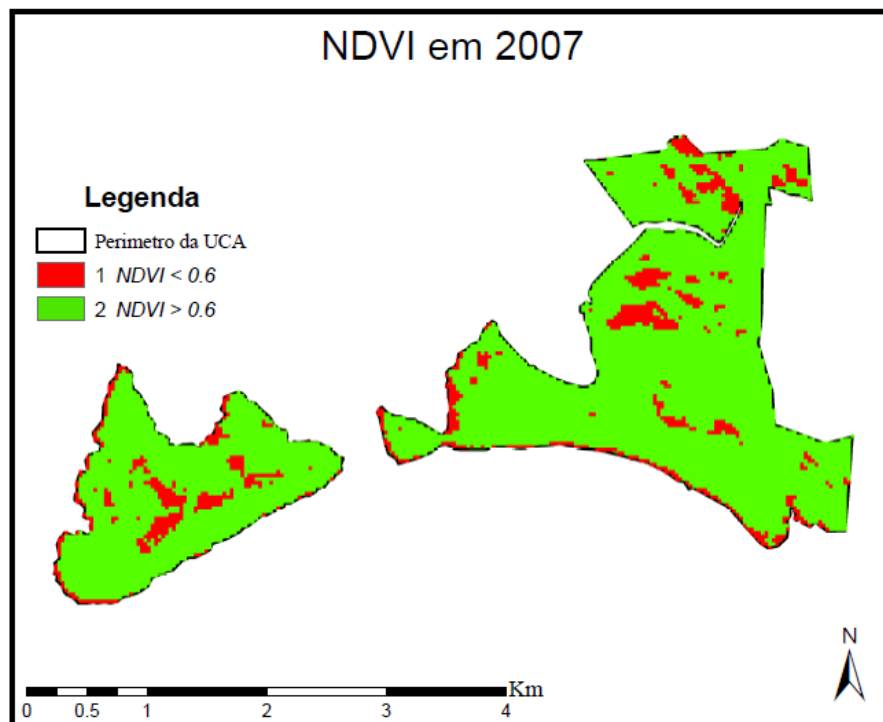 NDVI em 2007
Legenda
Perimetro da UCA
1 NDVI < 0.6
2 NDVI > 0.6
N
Km
0 0.5 1 2 3 4